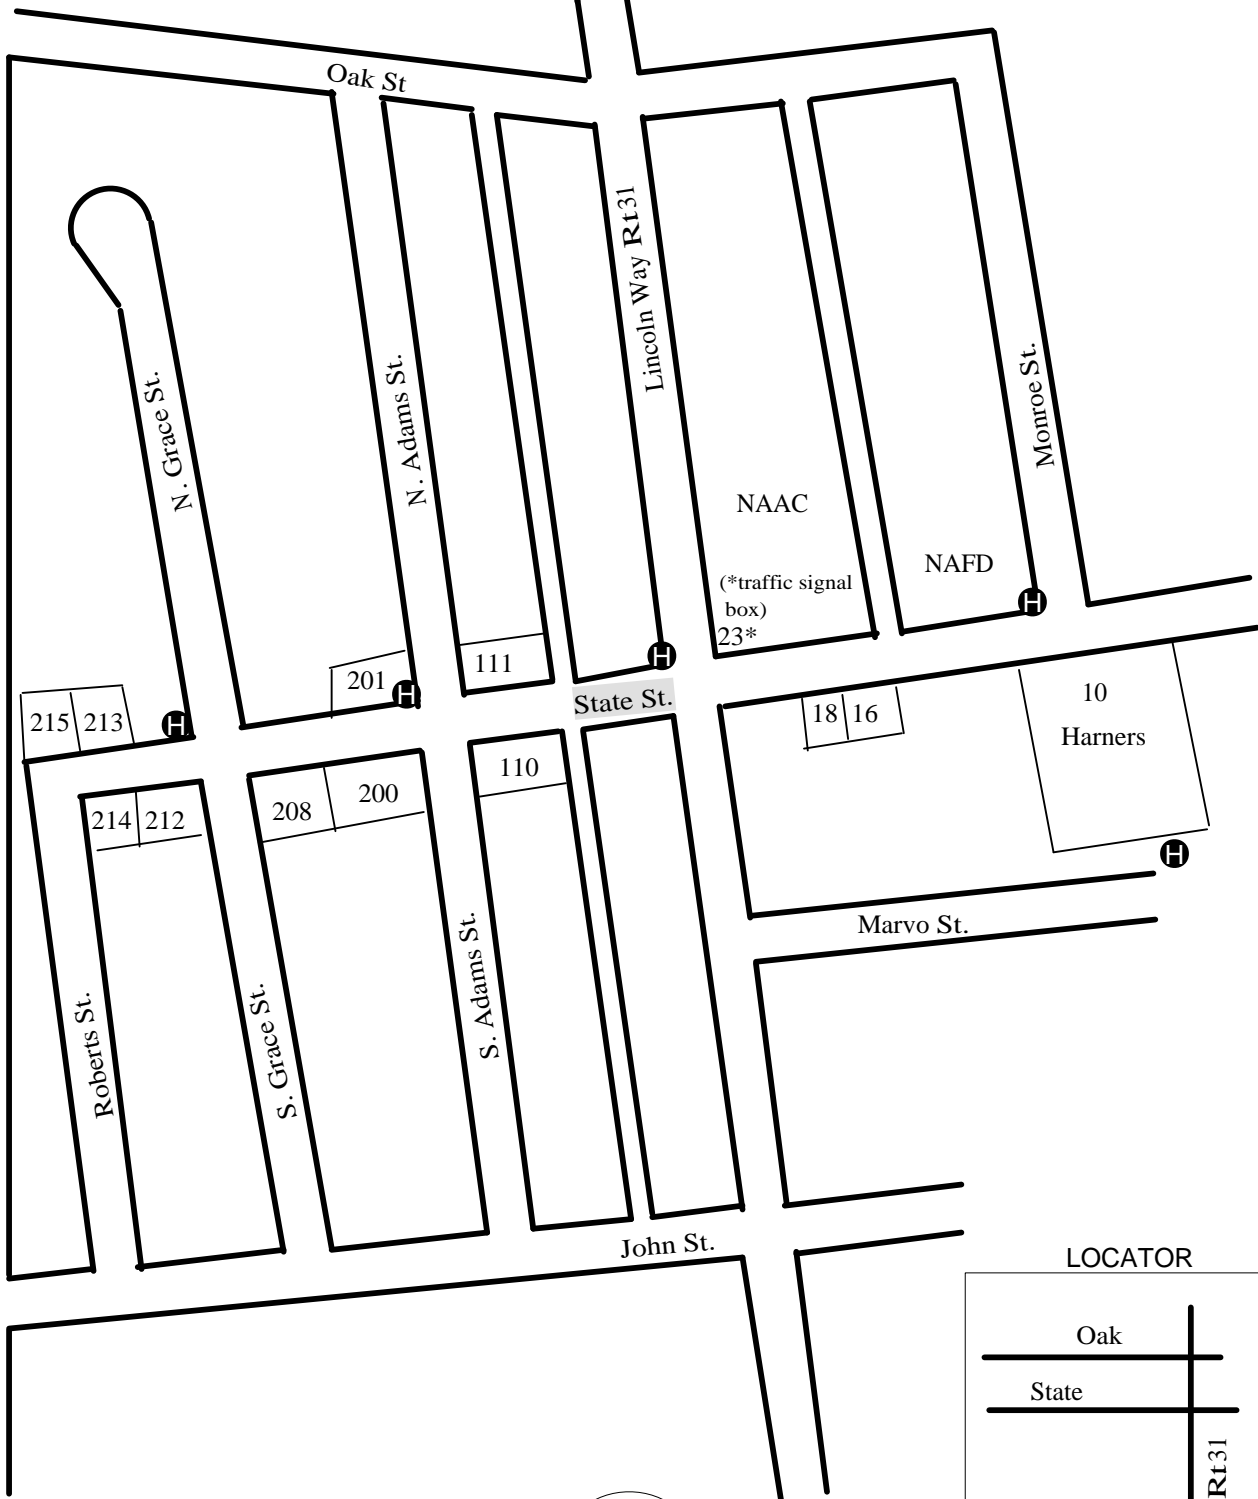 Oak St
Lincoln Way Rt31
N. Grace St.
N. Adams St.
Monroe St.
NAAC
NAFD
(*traffic signal
box)
23*
H
H
H
H
201
111
215
213
State St.
18
16
10
Harners
110
200
208
214
212
H
Marvo St.
S. Adams St.
S. Grace St.
Roberts St.
John St.
LOCATOR
Oak
State
Rt31